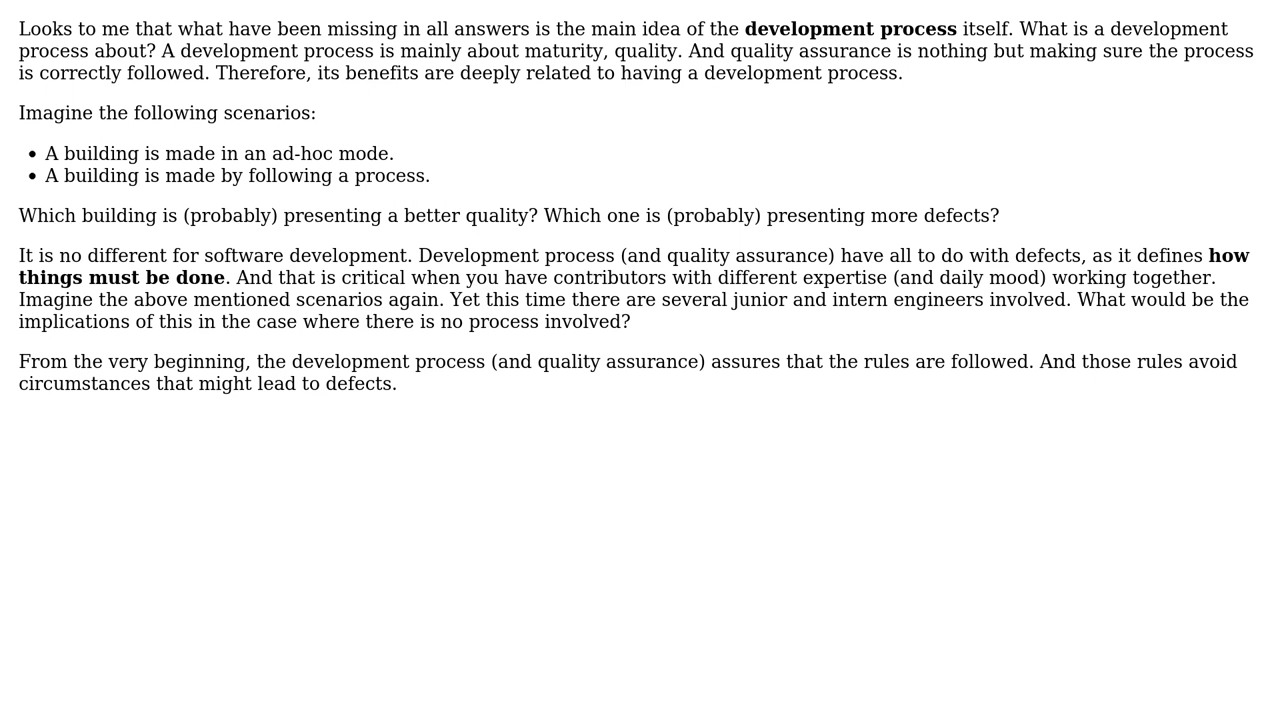 Looks to me that what have been missing in all answers is the main idea of the development process itself. What is a development
process about? A development process is mainly about maturity, quality. And quality assurance is nothing but making sure the process
is correctly followed. Therefore, its benefits are deeply related to having a development process.
Imagine the following scenarios:
• A building is made in an ad-hoc mode.
• A building is made by following a process.
Which building is (probably) presenting a better quality? Which one is (probably) presenting more defects?
It is no different for software development. Development process (and quality assurance) have all to do with defects, as it defines how
things must be done. And that is critical when you have contributors with different expertise (and daily mood) working together.
Imagine the above mentioned scenarios again. Yet this time there are several junior and intern engineers involved. What would be the
implications of this in the case where there is no process involved?
From the very beginning, the development process (and quality assurance) assures that the rules are followed. And those rules avoid
circumstances that might lead to defects.